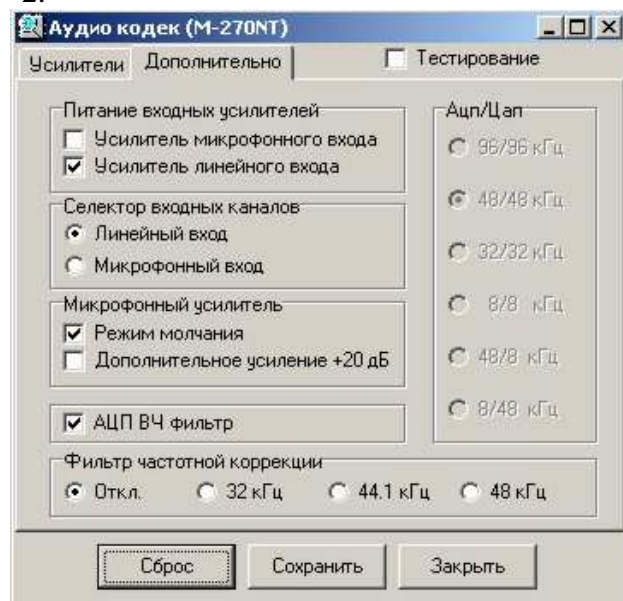 2.
Аудио кодек (M-270NT)
Усилители Дополнительно Тестирование
Питание входных усилителей
Усилитель микрофонного входа
Усилитель линейного входа
Селектор входных каналов
Линейный вход
Микрофонный вход
Микрофонный усилитель
Режим молчания
Дополнительное усиление +20 дБ
АЦП ВЧ фильтр
Ацп/Цап
96/96 кГц
48/48 кГц
32/32 кГц
8/8 кГц
48/8 кГц
8/48 кГц
Фильтр частотной коррекции
Откл. 32 кГц 44.1 кГц 48 кГц
Сброс Сохранить Закрыть